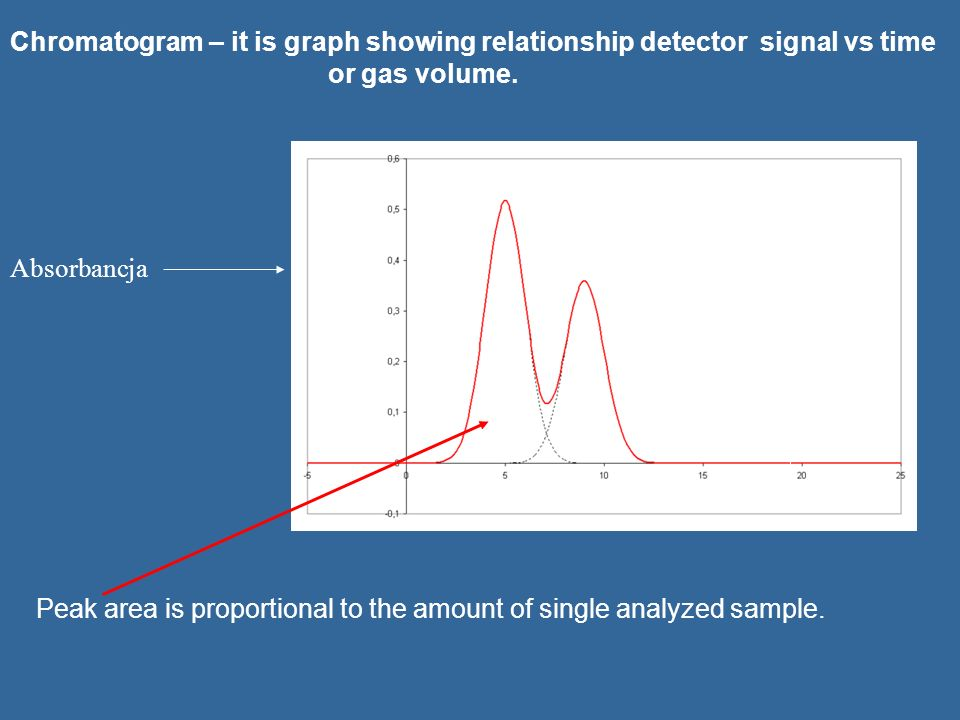 Chromatogram – it is graph showing relationship detector signal vs time
or gas volume.
0,6
0,5
0,4
Absorbancja
0,3
0,2
0,1
0
-5 0 5 10 15 20 25
-0,1
Peak area is proportional to the amount of single analyzed sample.